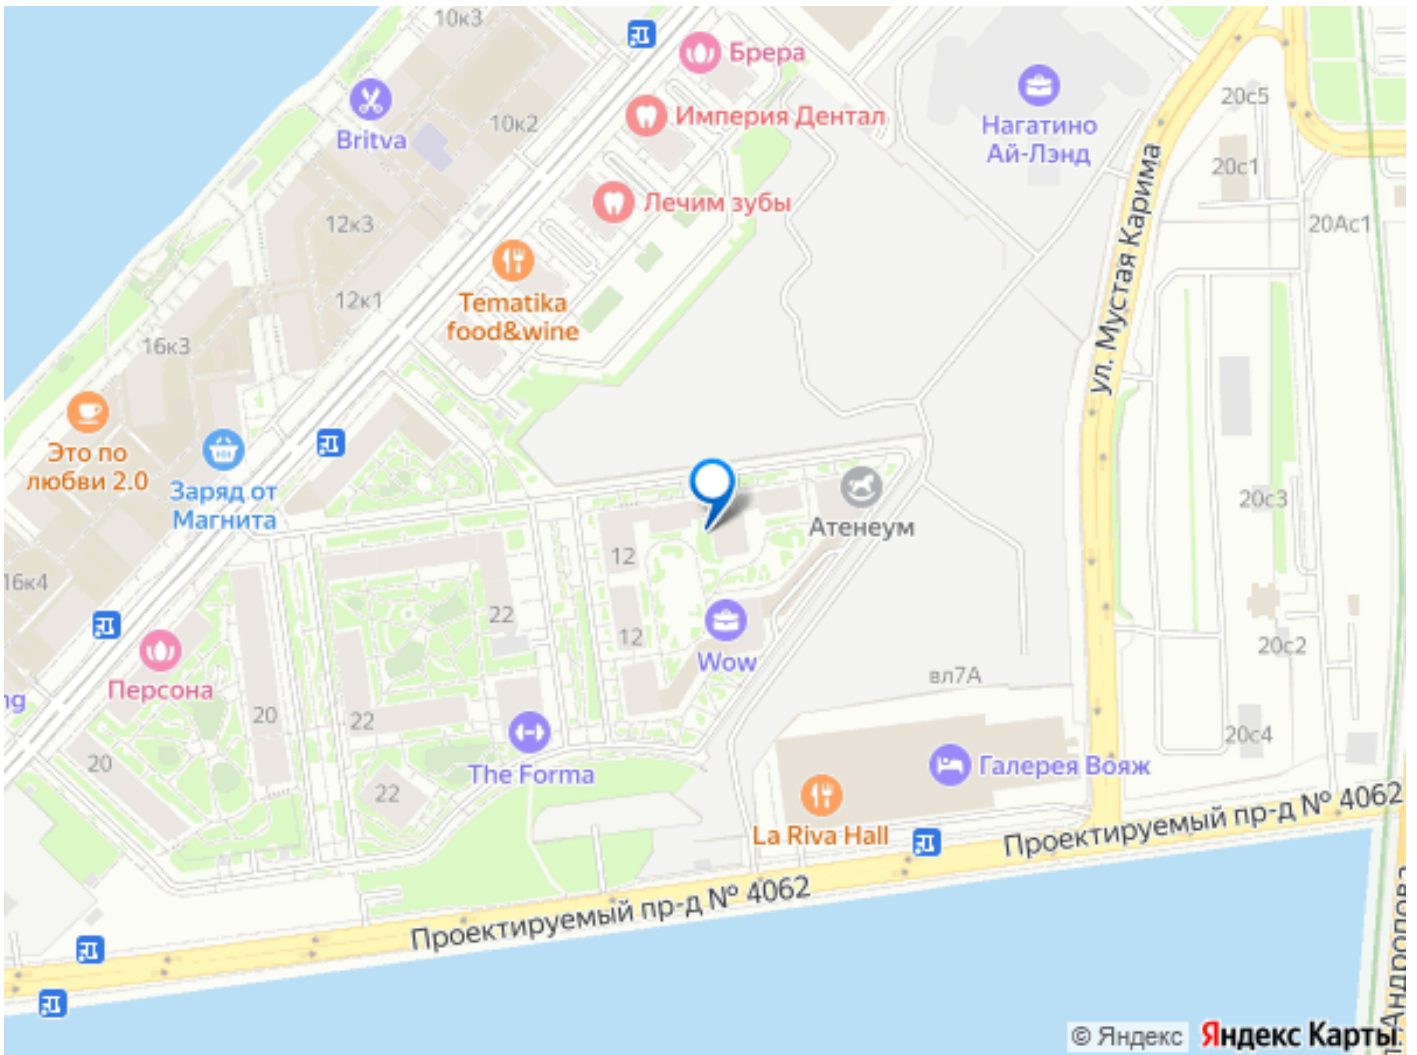 10к3
Брера
Britva
10к2
Империя Дентал
Нагатино
Ай-Лэнд
20с5
20с1
20Ас1
ул. Мустая Карима
Лечим зубы
12к3
12к1
Tematika
food&wine
16к3
Это по
любви 2.0
Заряд от
Магнита
16к4
12
Атенеум
20с3
22
12
Wow
20с2
Персона
ng
20
22
вл7А
20с4
20
22
The Forma
Галерея Вояж
La Riva Hall
Проектируемый пр-д № 4062
Проектируемый пр-д № 4062
Андропова
© Яндекс
Яндекс Карты